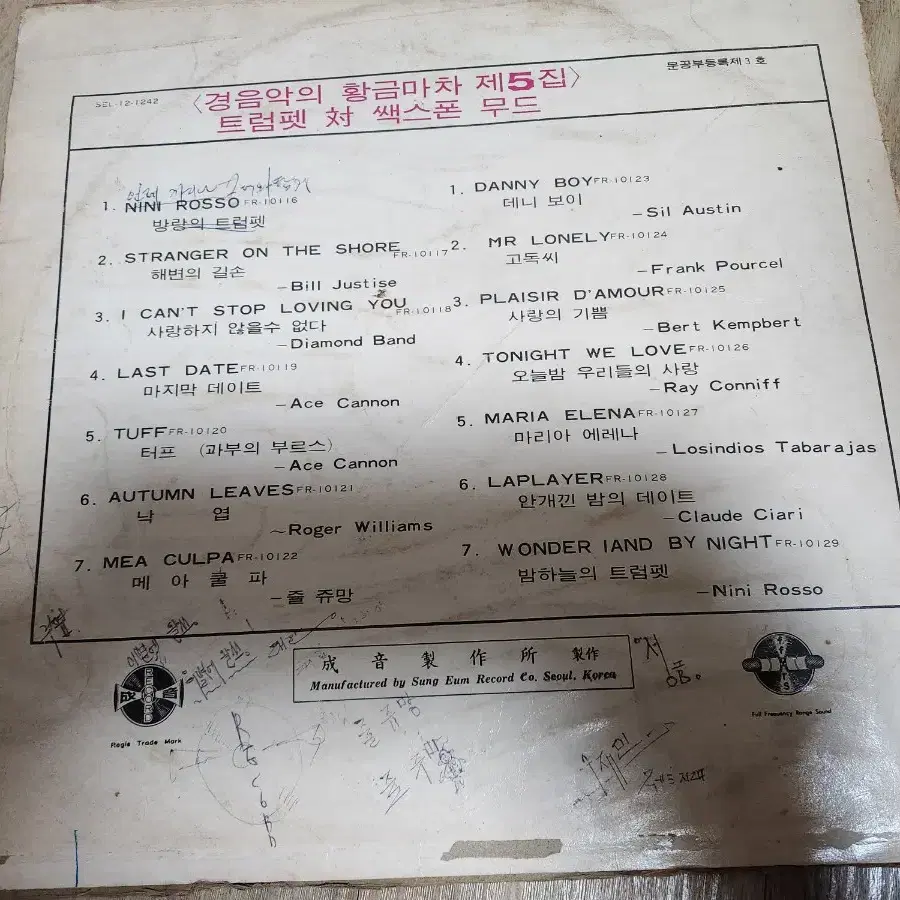 SEL-12-1242
문공부등록제3호
〈경음악의 황금마차 제5집〉
트럼펫 対 쌕스폰 무드
1. NINI ROSSO FR-10116
방랑의 트럼펫
2. STRANGER ON THE SHORE FR-10117
해변의 길손
–Bill Justise
3. I CAN'T STOP LOVING YOU FR-10118
사랑하지 않을수 없다
–Diamond Band
4. LAST DATE FR-10119
마지막 데이트
–Ace Cannon
5. TUFF FR-10120
터프 (과부의 부르스)
–Ace Cannon
6. AUTUMN LEAVES FR-10121
낙 엽
~Roger Williams
7. MEA CULPA FR-10122
메 아 쿨 파
–쥴 쥬망
1. DANNY BOY FR-10123
데니 보이
–Sil Austin
2. MR LONELY FR-10124
고독씨
–Frank Pourcel
3. PLAISIR D'AMOUR FR-10125
사랑의 기쁨
–Bert Kempbert
4. TONIGHT WE LOVE FR-10126
오늘밤 우리들의 사랑
–Ray Conniff
5. MARIA ELENA FR-10127
마리아 에레나
–Losindios Tabarajas
6. LAPLAYER FR-10128
안개낀 밤의 데이트
–Claude Ciari
7. WONDER IAND BY NIGHT FR-10129
밤하늘의 트럼펫
–Nini Rosso
成音製作所 製作
Manufactured by Sung Eum Record Co. Seoul, Korea
成音
RECORD
Regis Trade Mark
f.f.r.s
Full Frequency Range Sound
쥴 쥬망